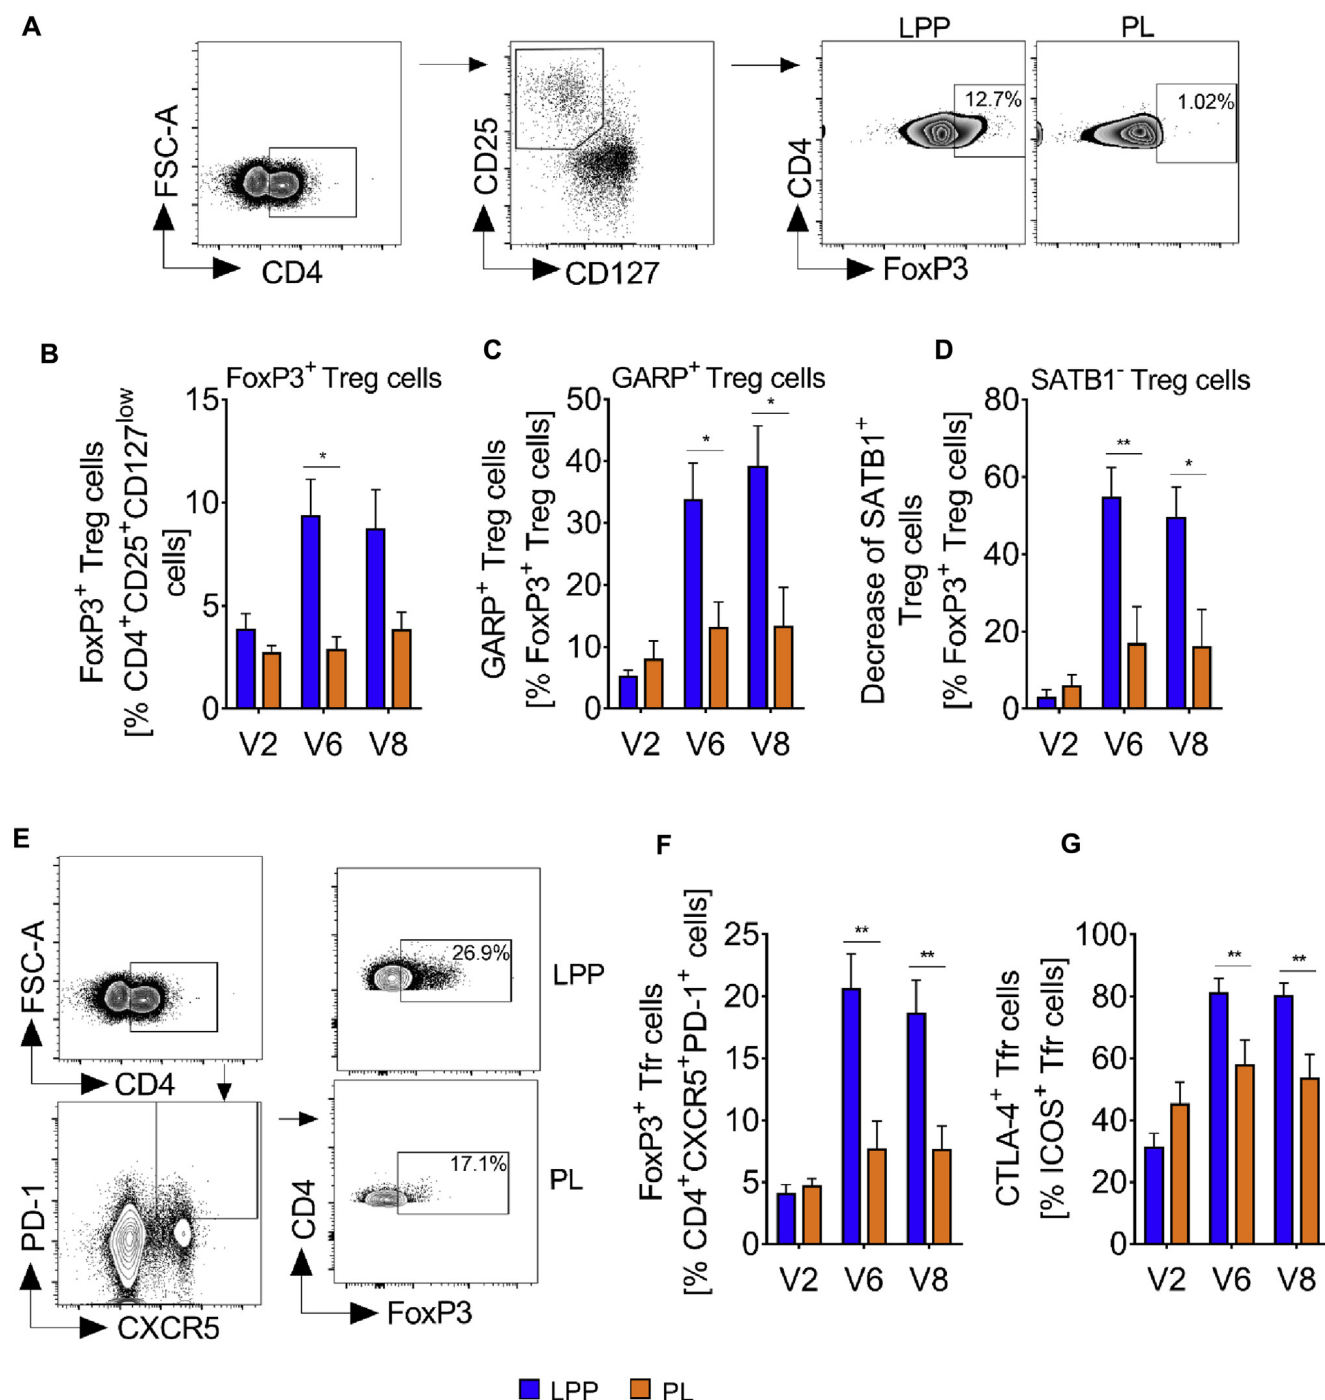 A
LPP
PL
FSC-A
CD4
CD25
CD127
CD4
12.7%
1.02%
FoxP3
B
FoxP3⁺ Treg cells
FoxP3⁺ Treg cells
[% CD4⁺CD25⁺CD127ˡᵒʷ
cells]
15
10
5
0
*
V2 V6 V8
C
GARP⁺ Treg cells
GARP⁺ Treg cells
[% FoxP3⁺ Treg cells]
50
40
30
20
10
0
*
*
V2 V6 V8
D
SATB1⁻ Treg cells
Decrease of SATB1⁺
Treg cells
[% FoxP3⁺ Treg cells]
80
60
40
20
0
**
*
V2 V6 V8
E
FSC-A
CD4
PD-1
CXCR5
26.9%
LPP
17.1%
PL
CD4
FoxP3
F
FoxP3⁺ Tfr cells
[% CD4⁺CXCR5⁺PD-1⁺ cells]
25
20
15
10
5
0
**
**
V2 V6 V8
G
CTLA-4⁺ Tfr cells
[% ICOS⁺ Tfr cells]
100
80
60
40
20
0
**
**
V2 V6 V8
LPP PL